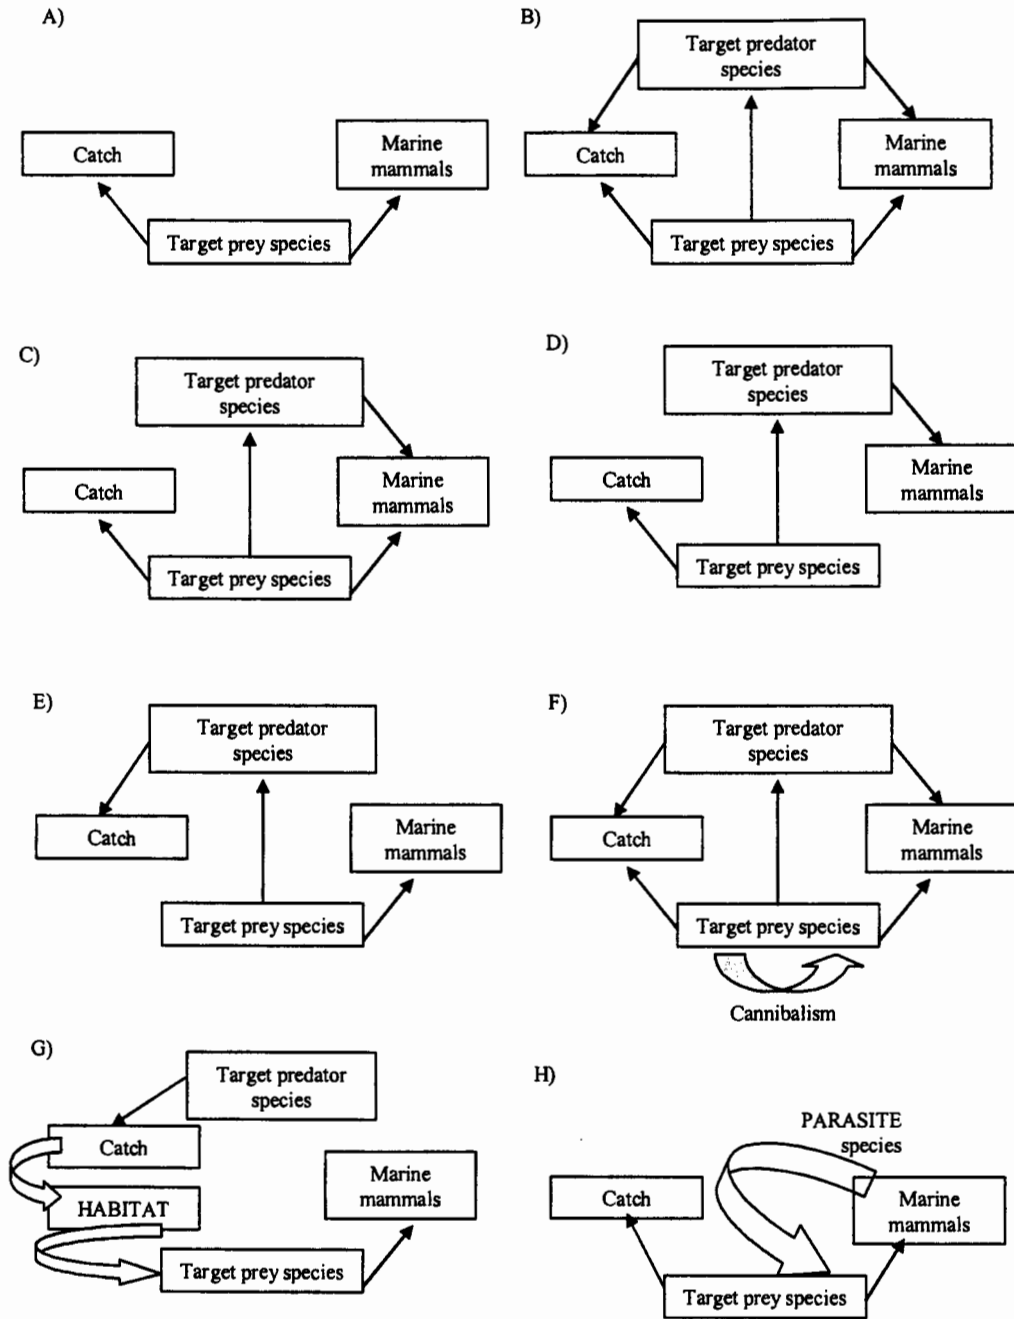 A)
Catch
Marine
mammals
Target prey species
B)
Target predator
species
Catch
Marine
mammals
Target prey species
C)
Target predator
species
Catch
Marine
mammals
Target prey species
D)
Target predator
species
Catch
Marine
mammals
Target prey species
E)
Target predator
species
Catch
Marine
mammals
Target prey species
F)
Target predator
species
Catch
Marine
mammals
Target prey species
Cannibalism
G)
Target predator
species
Catch
Marine
mammals
HABITAT
Target prey species
H)
PARASITE
species
Catch
Marine
mammals
Target prey species